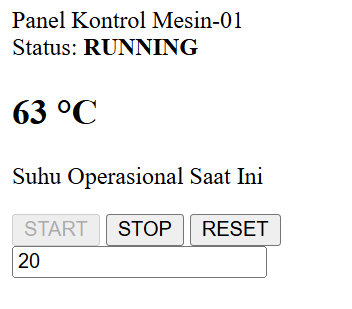 Panel Kontrol Mesin-01
Status: RUNNING
63 °C
Suhu Operasional Saat Ini
START STOP RESET
20